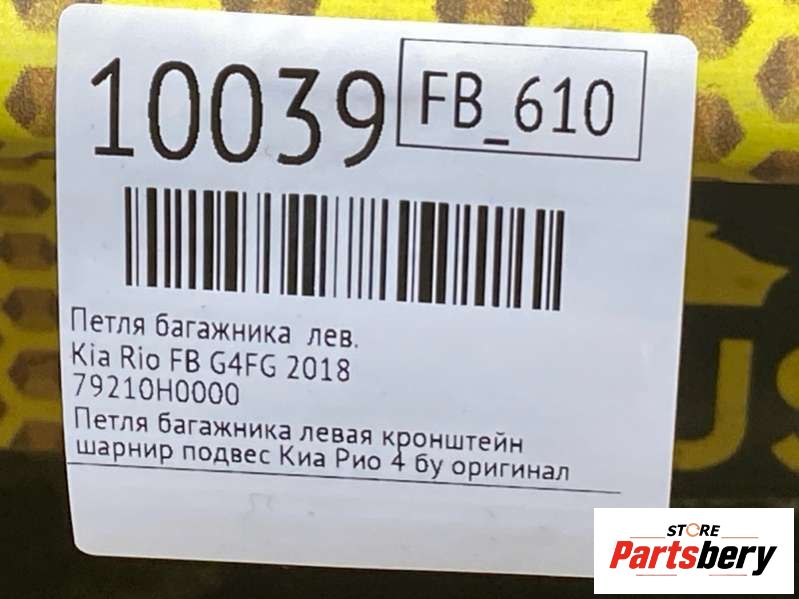 10039
FB_610
Петля багажника лев.
Kia Rio FB G4FG 2018
79210H0000
Петля багажника левая кронштейн
шарнир подвес Киа Рио 4 бу оригинал
US
STORE
Partsbery